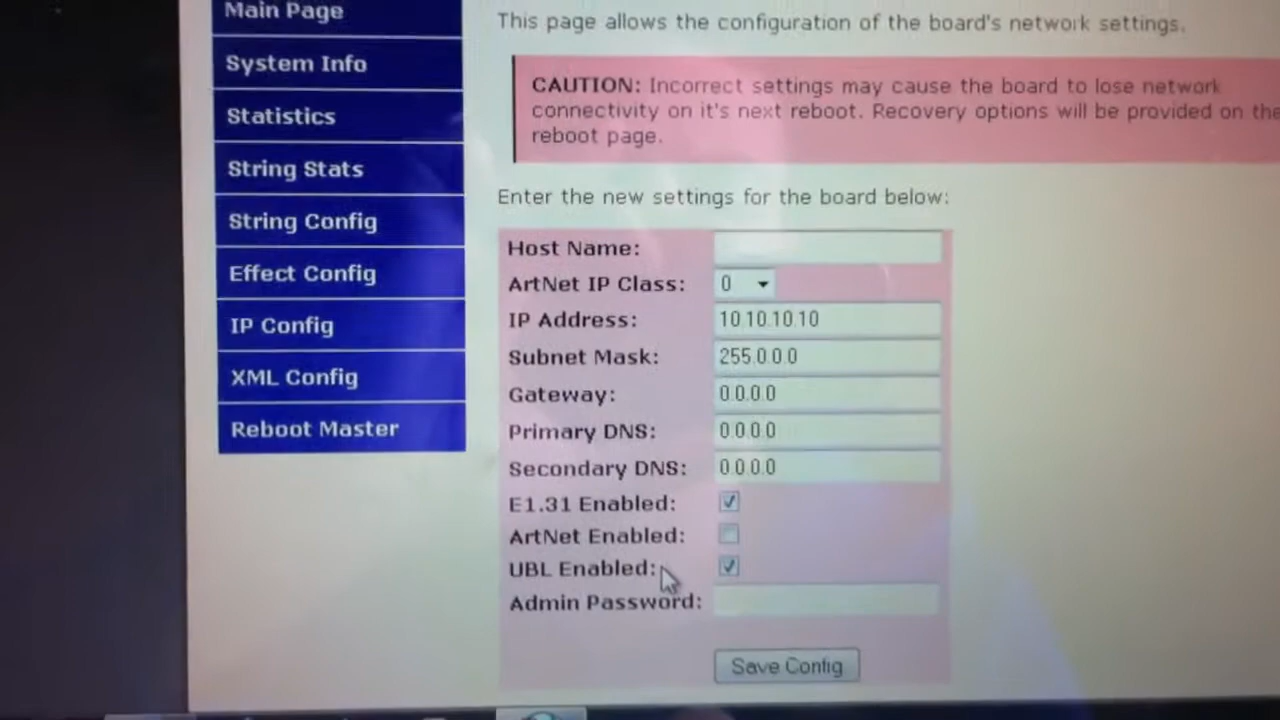 Main Page
System Info
Statistics
String Stats
String Config
Effect Config
IP Config
XML Config
Reboot Master
This page allows the configuration of the board's network settings.
CAUTION: Incorrect settings may cause the board to lose network
connectivity on it's next reboot. Recovery options will be provided on the
reboot page.
Enter the new settings for the board below:
Host Name:
ArtNet IP Class: 0
IP Address: 10.10.10.10
Subnet Mask: 255.0.0.0
Gateway: 0.0.0.0
Primary DNS: 0.0.0.0
Secondary DNS: 0.0.0.0
E1.31 Enabled:
ArtNet Enabled:
UBL Enabled:
Admin Password:
Save Config